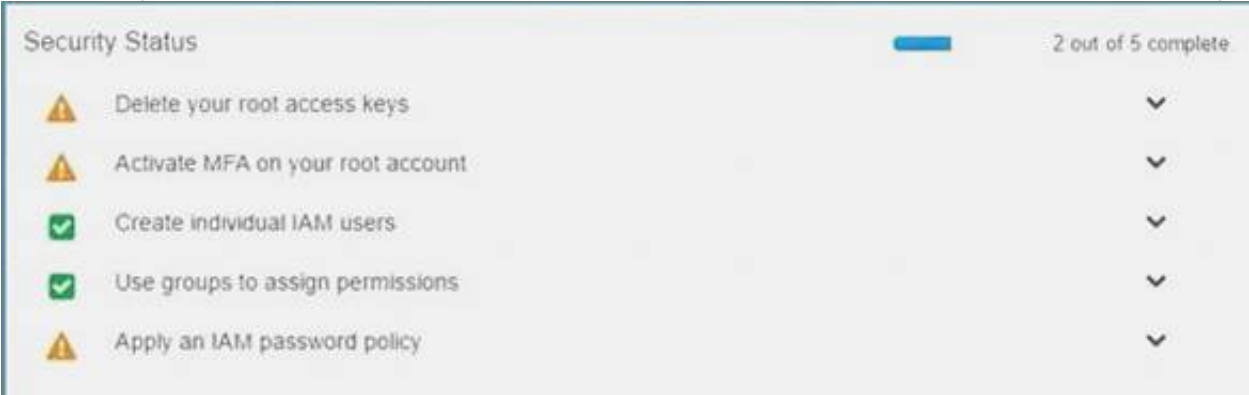 Security Status
2 out of 5 complete
Delete your root access keys
Activate MFA on your root account
Create individual IAM users
Use groups to assign permissions
Apply an IAM password policy